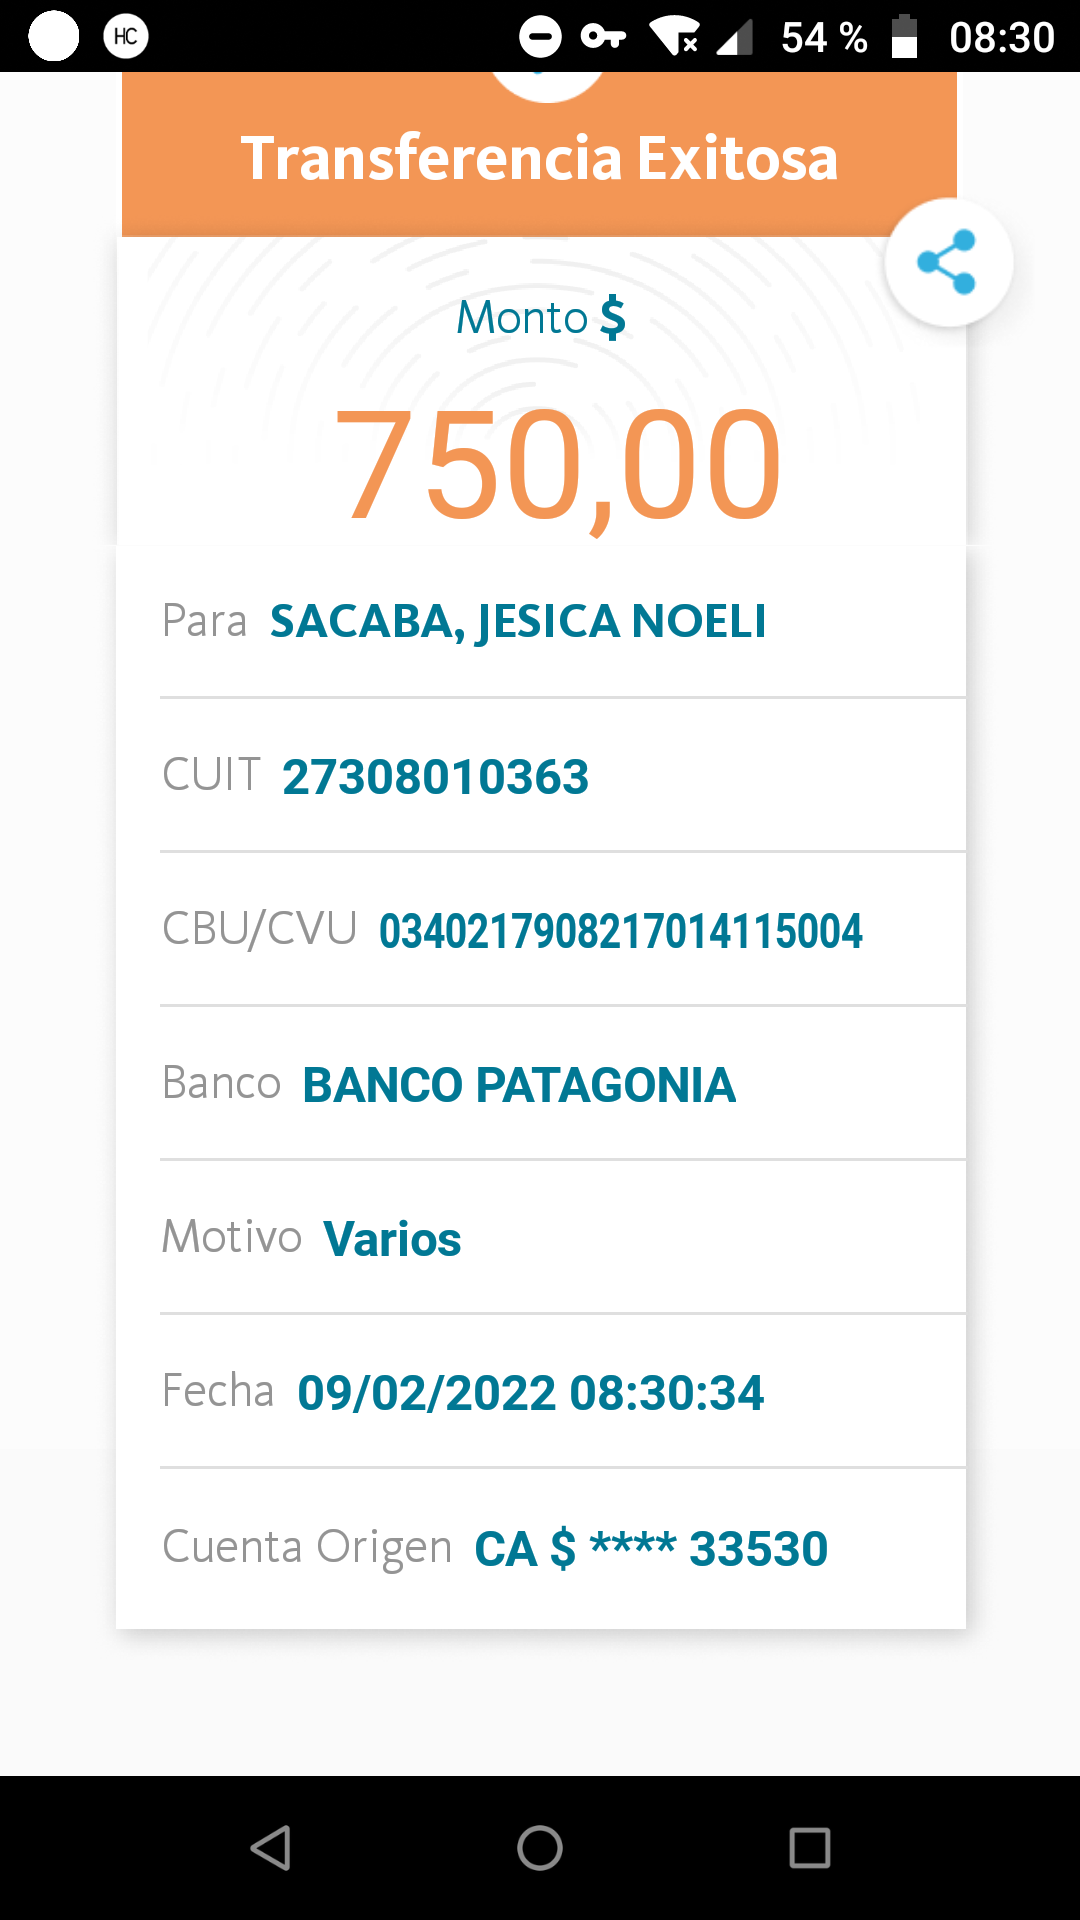 HC 54 % 08:30
Transferencia Exitosa
Monto $
750,00
Para SACABA, JESICA NOELI
CUIT 27308010363
CBU/CVU 0340217908217014115004
Banco BANCO PATAGONIA
Motivo Varios
Fecha 09/02/2022 08:30:34
Cuenta Origen CA $ **** 33530